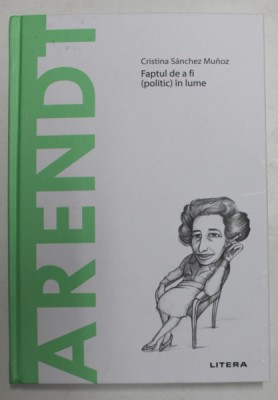 ARENDT
Cristina Sánchez Muñoz
Faptul de a fi
(politic) în lume
LITERA